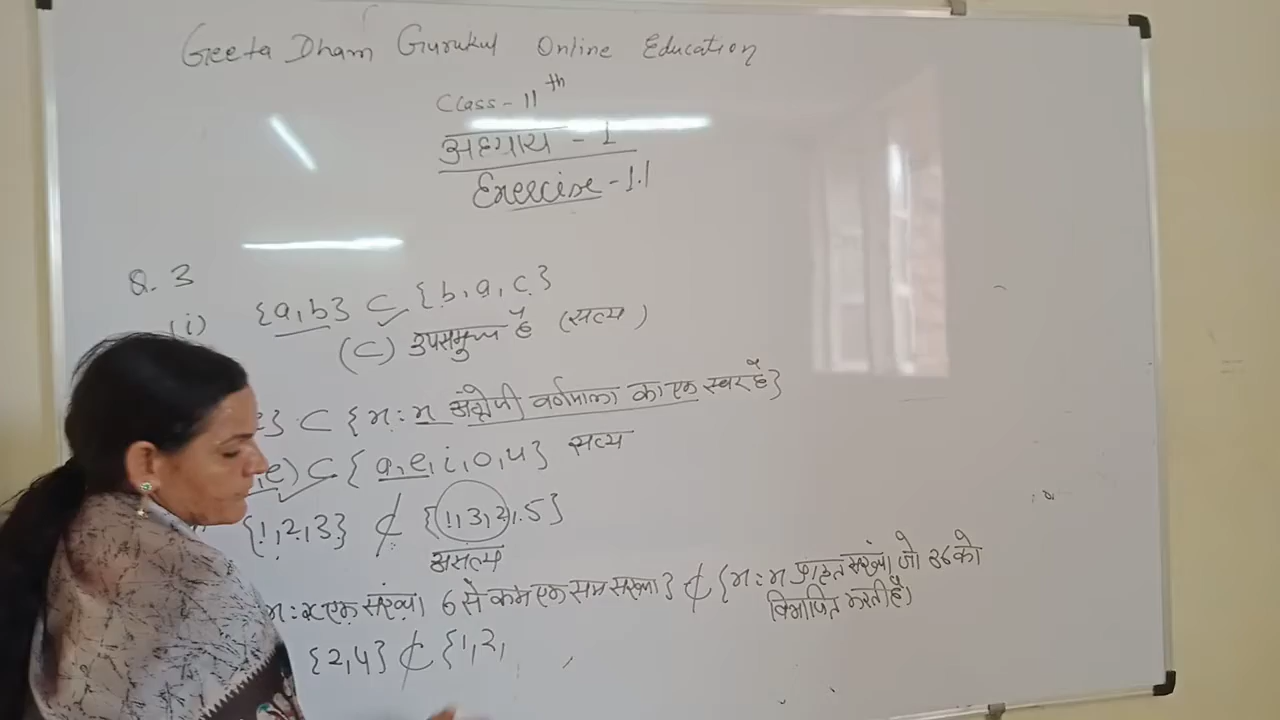 Geeta Dham Gurukul Online Education
Class - 11th
अध्याय - 1
Exercise - 1.1
Q. 3
(i) {a, b} ⊂ {b, a, c}
(⊂) उपसमुच्य है (सत्य)
e} ⊂ {x : x अंग्रेजी वर्णमाला का एक स्वर है}
, e) ⊂ {a, e, i, o, u} सत्य
{1, 2, 3} ⊄ {1, 3, 2, 5}
असत्य
x : x एक संख्या 6 से कम एक सम संख्या} ⊄ {x : x प्राकृत संख्या जो 36 को
विभाजित करती है}
{2, 4} ⊄ {1, 2,